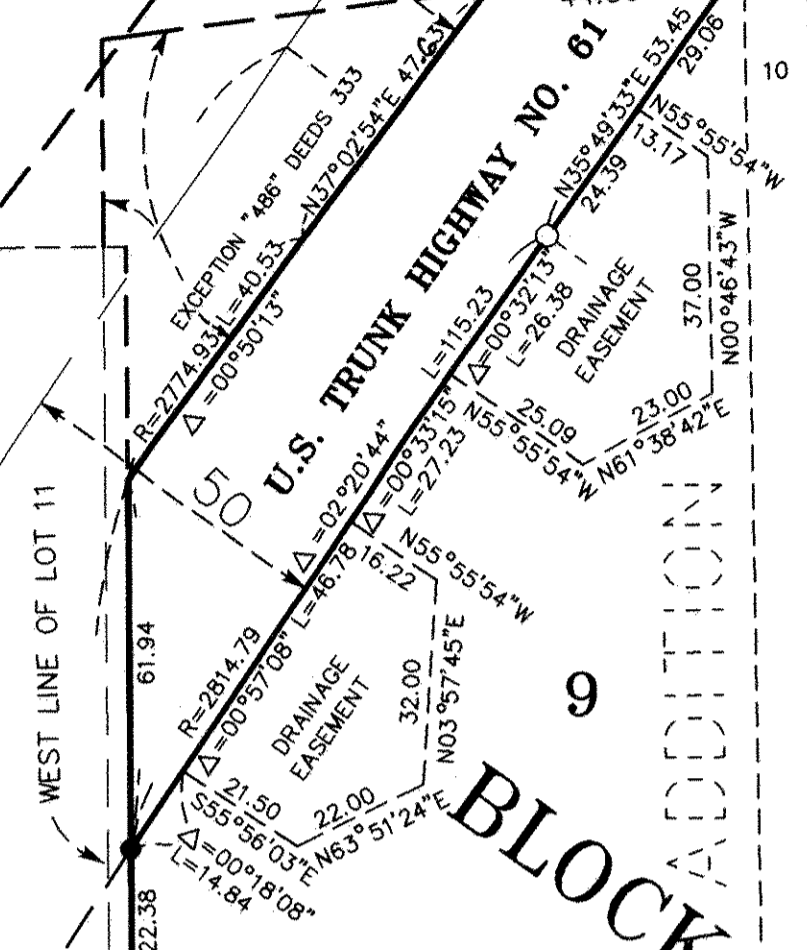 N37°02'54"E 47.63
EXCEPTION "486" DEEDS 333
R=2774.93 L=40.53
Δ=00°50'13"
U.S. TRUNK HIGHWAY NO. 61
N35°49'33"E 53.45
29.06
10
N55°55'54"W
13.17
24.39
37.00
N00°46'43"W
DRAINAGE
EASEMENT
L=115.23
Δ=00°32'13"
L=26.38
25.09
N55°55'54"W
23.00
N61°38'42"E
50
Δ=02°20'44"
Δ=00°33'15"
L=27.23
WEST LINE OF LOT 11
61.94
R=2814.79
Δ=00°57'08" L=46.78
16.22
N55°55'54"W
32.00
N03°57'45"E
DRAINAGE
EASEMENT
9
21.50
S55°56'03"E
22.00
N63°51'24"E
Δ=00°18'08"
L=14.84
22.38
BLOCK
ADDITION